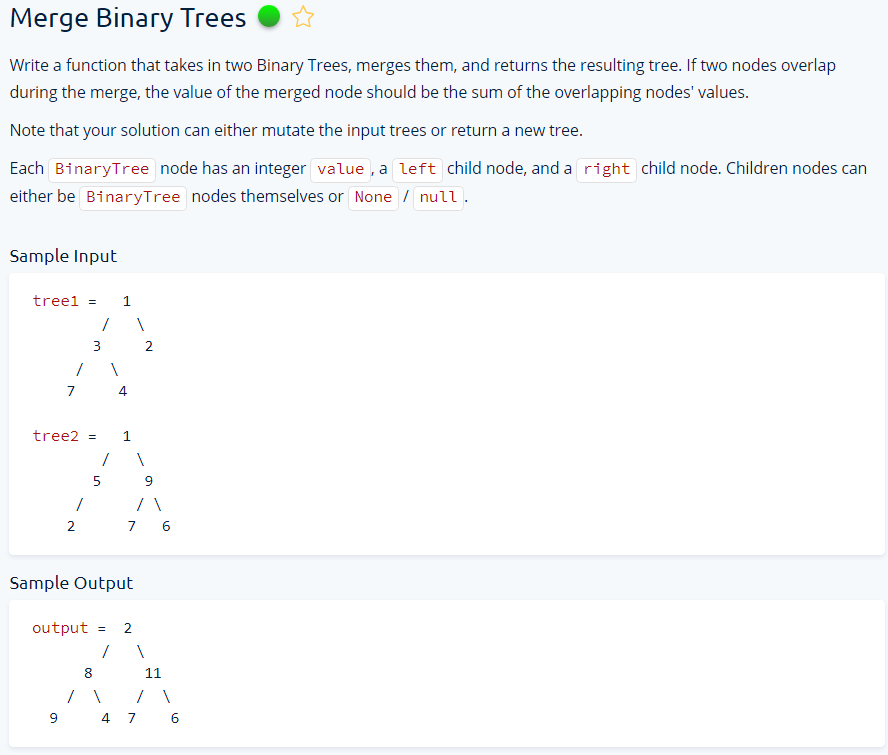 Merge Binary Trees
Write a function that takes in two Binary Trees, merges them, and returns the resulting tree. If two nodes overlap
during the merge, the value of the merged node should be the sum of the overlapping nodes' values.
Note that your solution can either mutate the input trees or return a new tree.
Each BinaryTree node has an integer value , a left child node, and a right child node. Children nodes can
either be BinaryTree nodes themselves or None / null .
Sample Input
tree1 =   1
        /   \
       3     2
     /   \
    7     4
tree2 =   1
        /   \
       5     9
     /      / \
    2      7   6
Sample Output
output =  2
        /   \
      8      11
    /  \    /  \
  9     4  7    6